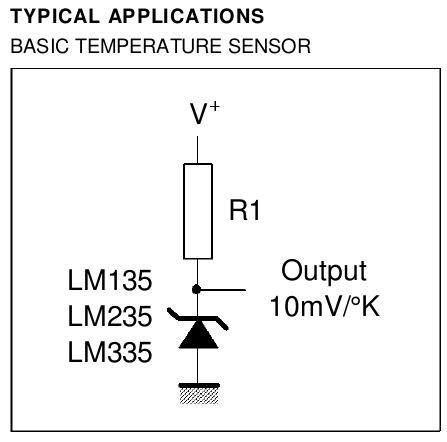 TYPICAL APPLICATIONS
BASIC TEMPERATURE SENSOR
V+
R1
LM135
LM235
LM335
Output
10mV/°K